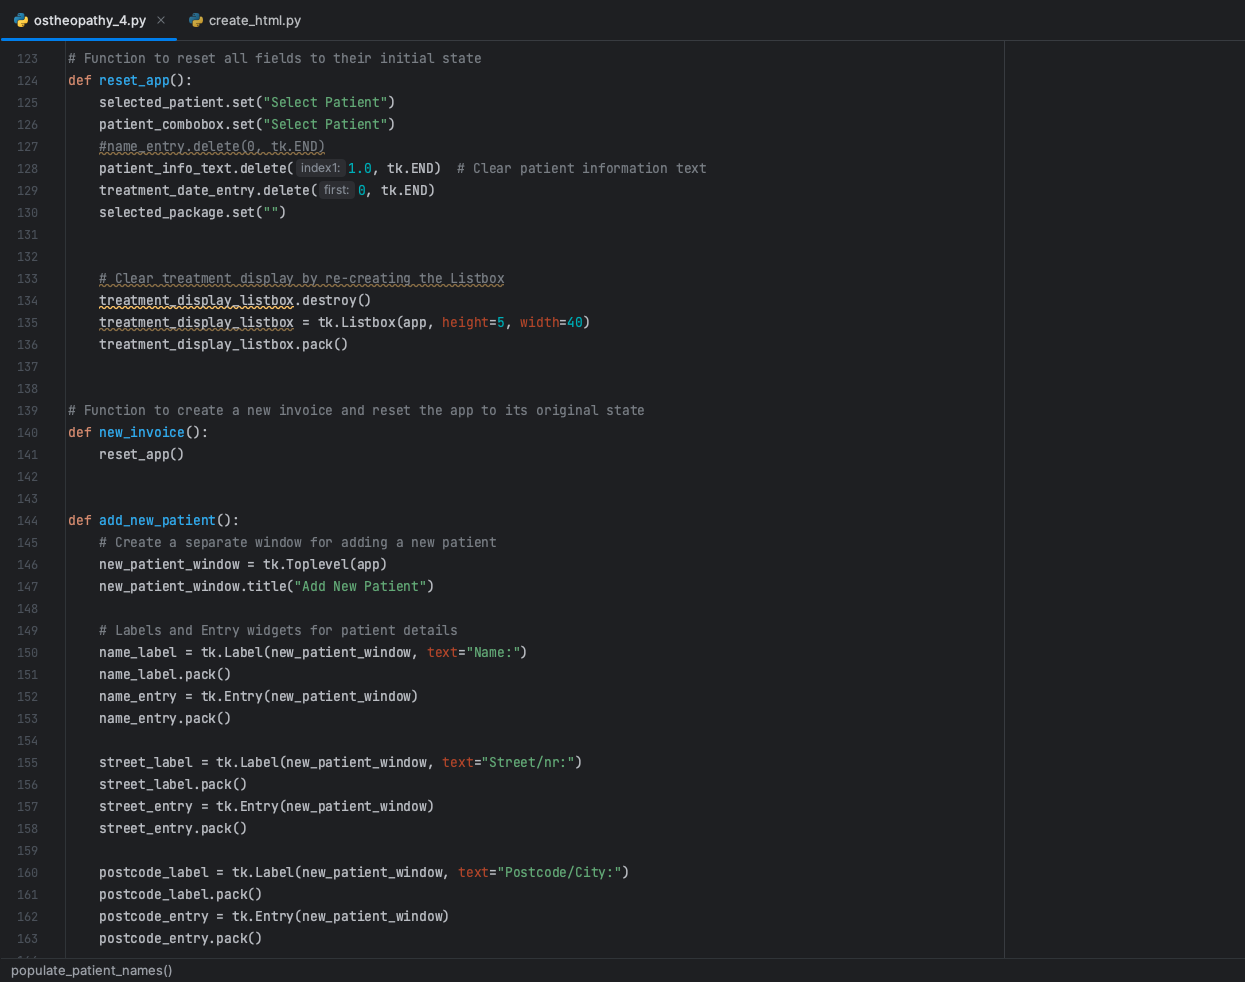 ostheopathy_4.py × create_html.py
123 # Function to reset all fields to their initial state
124 def reset_app():
125     selected_patient.set("Select Patient")
126     patient_combobox.set("Select Patient")
127     #name_entry.delete(0, tk.END)
128     patient_info_text.delete( index1: 1.0, tk.END)  # Clear patient information text
129     treatment_date_entry.delete( first: 0, tk.END)
130     selected_package.set("")
131
132
133     # Clear treatment display by re-creating the Listbox
134     treatment_display_listbox.destroy()
135     treatment_display_listbox = tk.Listbox(app, height=5, width=40)
136     treatment_display_listbox.pack()
137
138
139 # Function to create a new invoice and reset the app to its original state
140 def new_invoice():
141     reset_app()
142
143
144 def add_new_patient():
145     # Create a separate window for adding a new patient
146     new_patient_window = tk.Toplevel(app)
147     new_patient_window.title("Add New Patient")
148
149     # Labels and Entry widgets for patient details
150     name_label = tk.Label(new_patient_window, text="Name:")
151     name_label.pack()
152     name_entry = tk.Entry(new_patient_window)
153     name_entry.pack()
154
155     street_label = tk.Label(new_patient_window, text="Street/nr:")
156     street_label.pack()
157     street_entry = tk.Entry(new_patient_window)
158     street_entry.pack()
159
160     postcode_label = tk.Label(new_patient_window, text="Postcode/City:")
161     postcode_label.pack()
162     postcode_entry = tk.Entry(new_patient_window)
163     postcode_entry.pack()
populate_patient_names()